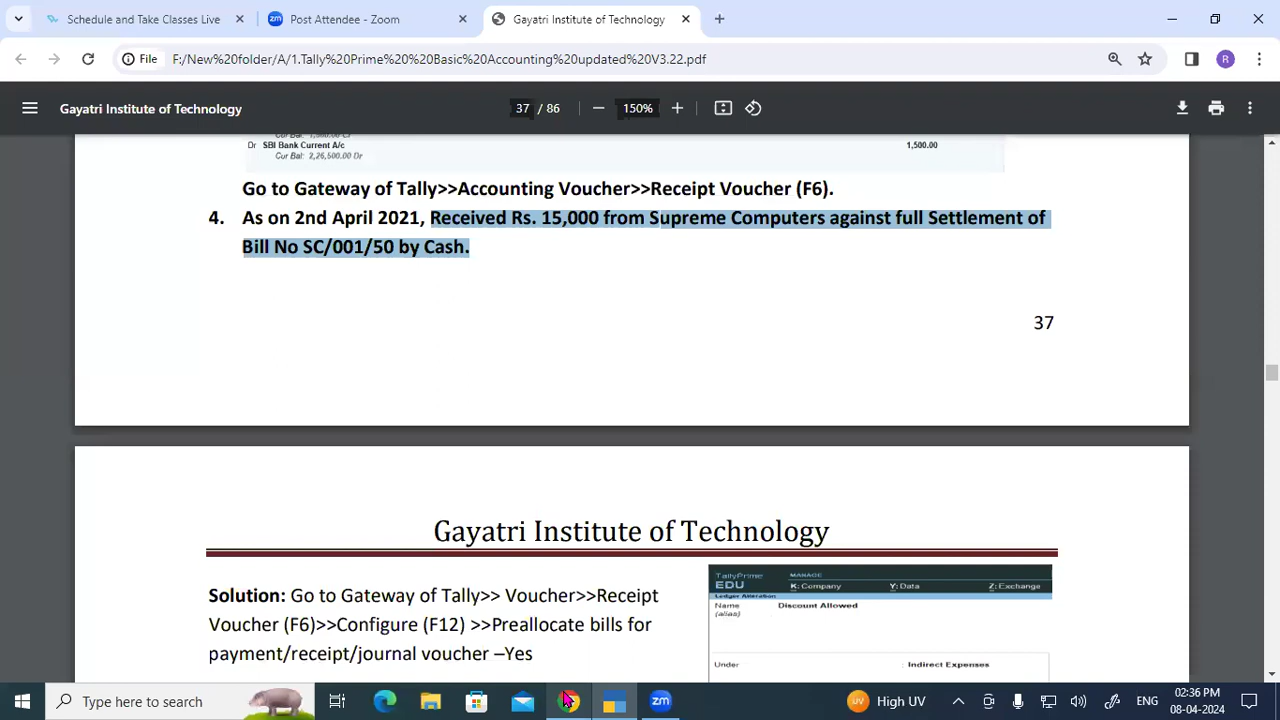 Schedule and Take Classes Live
Post Attendee - Zoom
Gayatri Institute of Technology
File F:/New%20folder/A/1.Tally%20Prime%20%20Basic%20Accounting%20updated%20V3.22.pdf
R
Gayatri Institute of Technology
37 / 86
150%
Dr SBI Bank Current A/c 1,500.00
Cur Bal: 2,26,500.00 Dr
Go to Gateway of Tally>>Accounting Voucher>>Receipt Voucher (F6).
4. As on 2nd April 2021, Received Rs. 15,000 from Supreme Computers against full Settlement of
Bill No SC/001/50 by Cash.
37
Gayatri Institute of Technology
Solution: Go Gateway of Tally>> Voucher>>Receipt
Voucher (F6)>>Configure (F12) >>Preallocate bills for
payment/receipt/journal voucher –Yes
TallyPrime MANAGE
EDU K: Company Y: Data Z: Exchange
Ledger Alteration
Name Discount Allowed
(alias)
Under : Indirect Expenses
Type here to search
zm
High UV
ENG
02:36 PM
08-04-2024